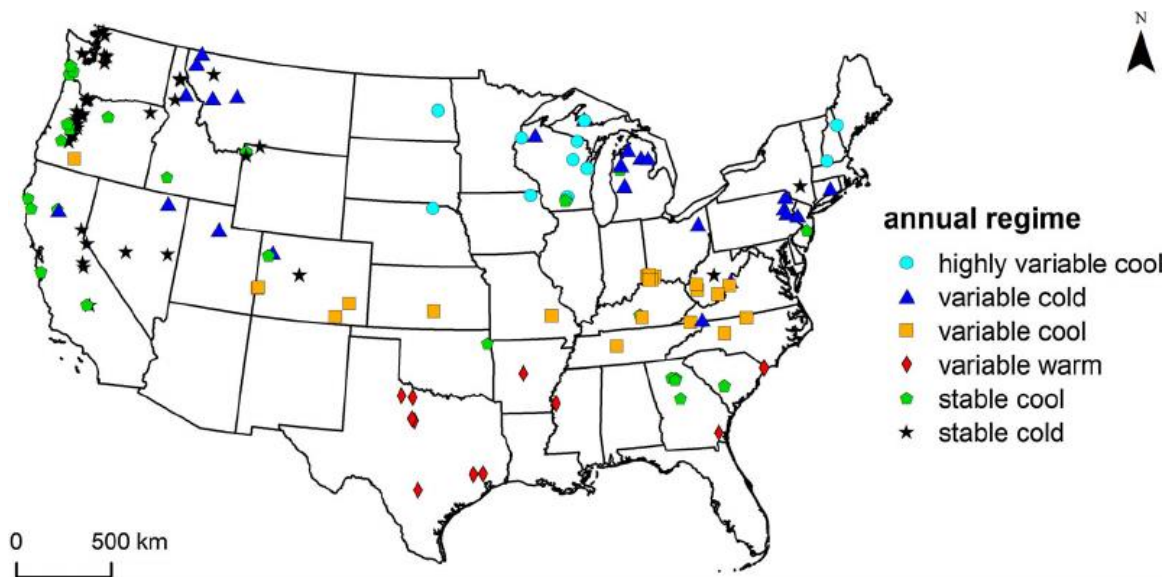 N
annual regime
highly variable cool
variable cold
variable cool
variable warm
stable cool
stable cold
0 500 km